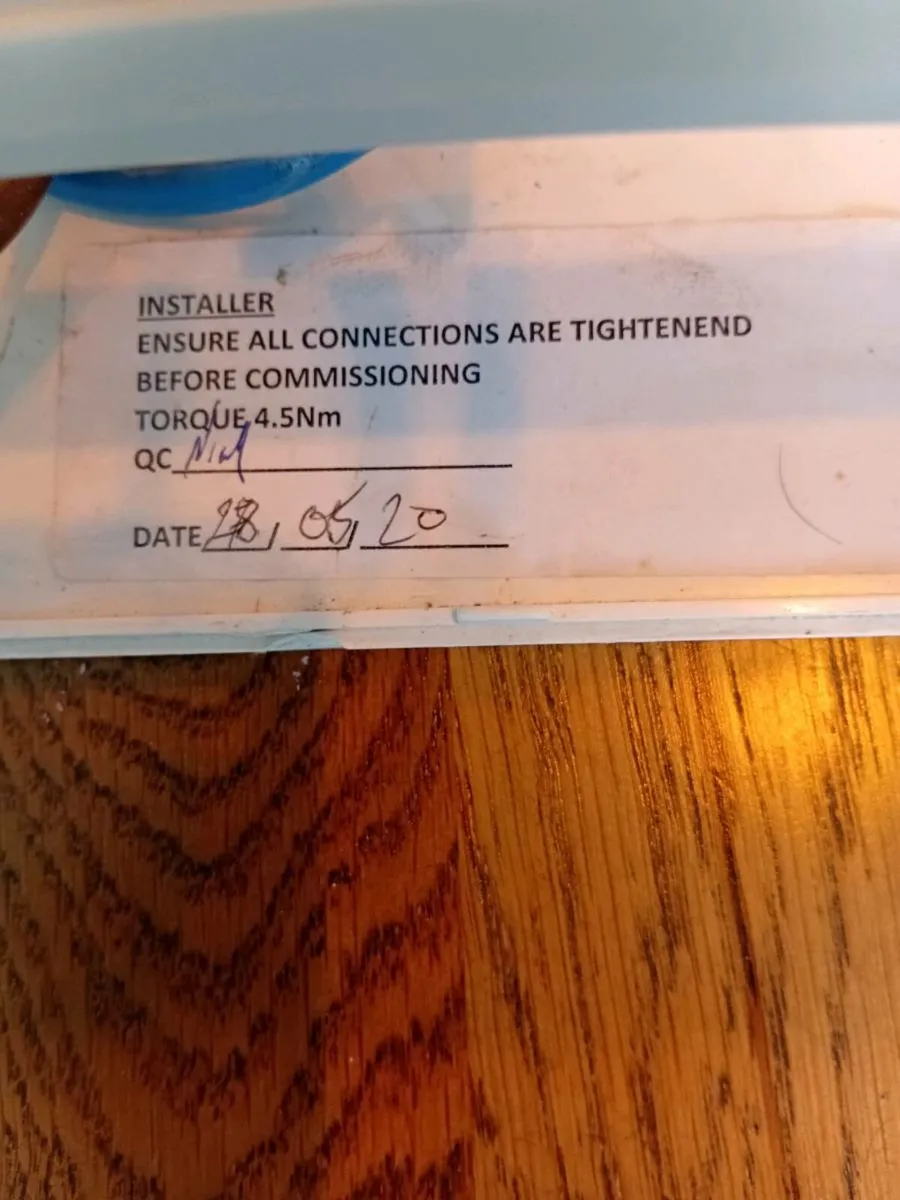 INSTALLER
ENSURE ALL CONNECTIONS ARE TIGHTENEND
BEFORE COMMISSIONING
TORQUE 4.5Nm
QC
DATE 28/05/20